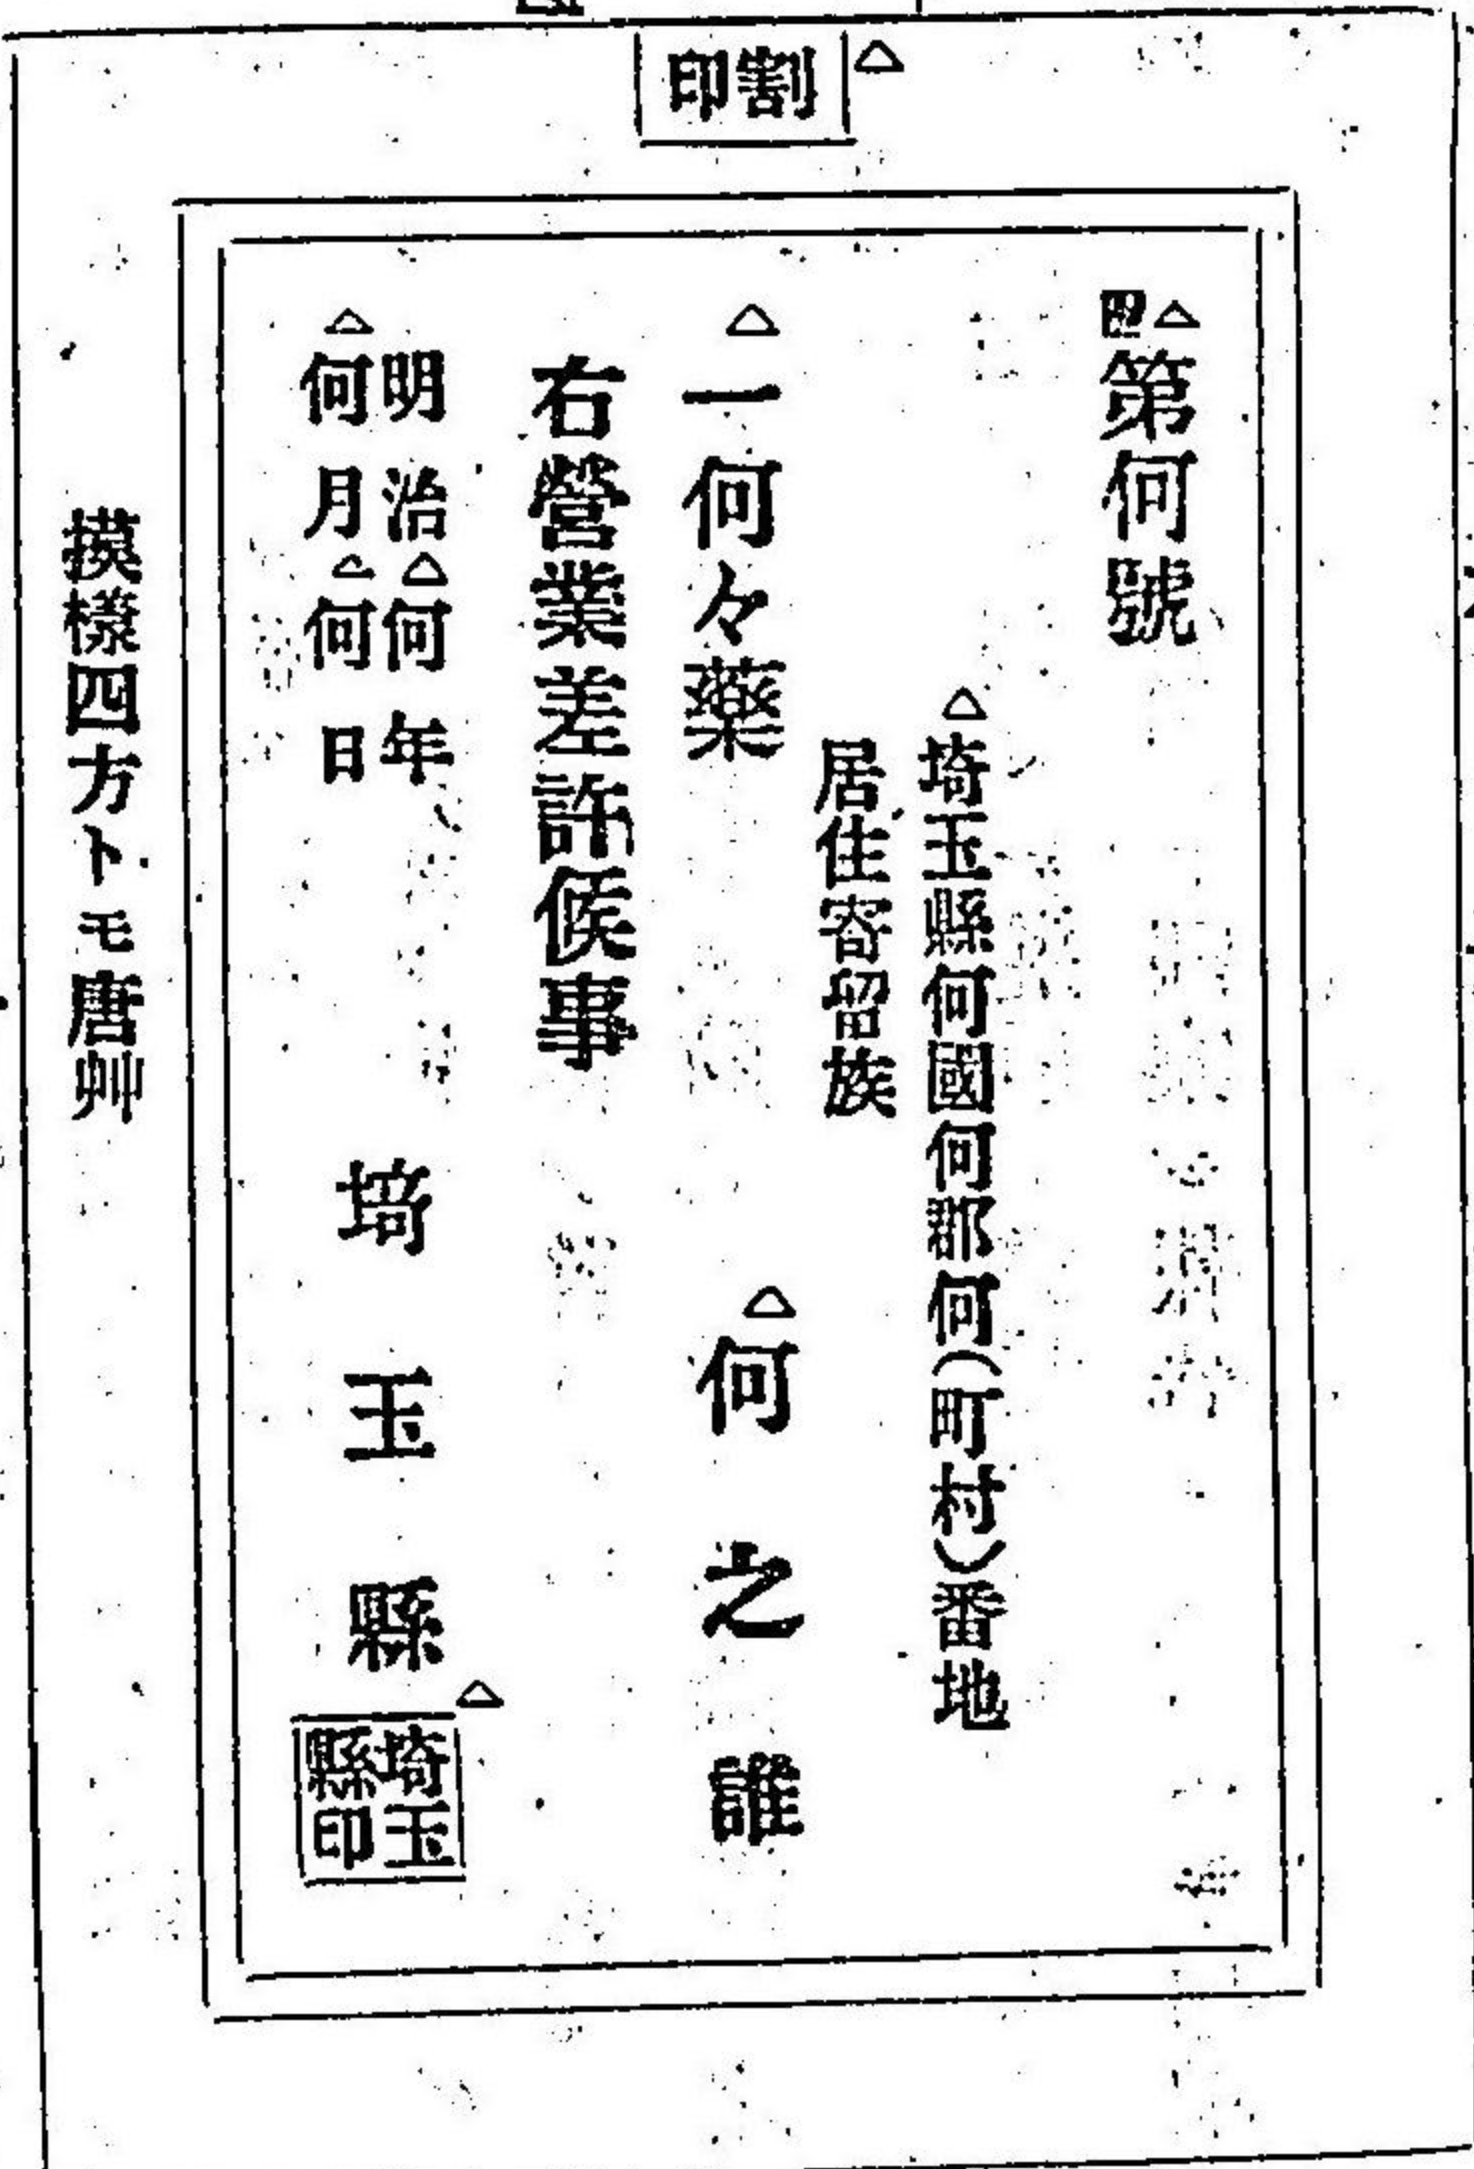 △割印
△第何號
△埼玉縣何國何郡何(町村)番地
居住寄留族
△一何々藥　△何之誰
右營業差許候事
明治△何年
△何月△何日
埼玉縣
△埼玉縣印
摸樣四方トモ唐艸